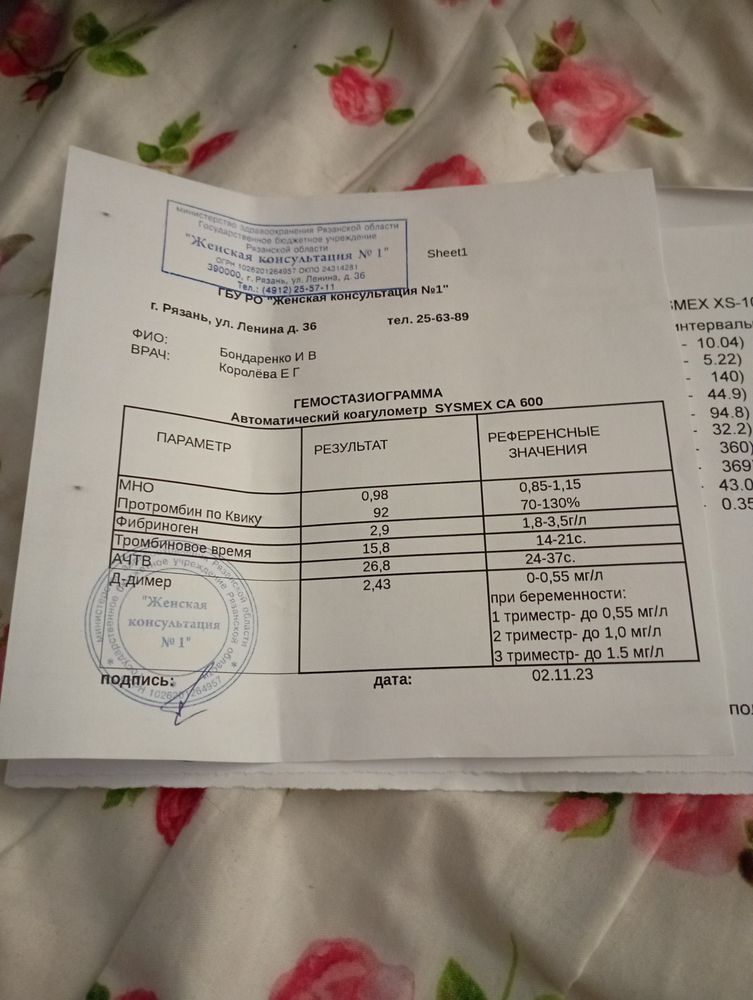 министерство здравоохранения Рязанской области
Государственное бюджетное учреждение
Рязанской области
"Женская консультация № 1"
ОГРН 1026201264957 ОКПО 24314281
390000, г. Рязань, ул. Ленина, д. 36
Тел.: (4912) 25-57-11
Sheet1
ГБУ РО "Женская консультация №1"
г. Рязань, ул. Ленина д. 36 тел. 25-63-89
ФИО: Бондаренко И В
ВРАЧ: Королёва Е Г
ГЕМОСТАЗИОГРАММА
Автоматический коагулометр SYSMEX CA 600
ПАРАМЕТР РЕЗУЛЬТАТ РЕФЕРЕНСНЫЕ ЗНАЧЕНИЯ
МНО 0,98 0,85-1,15
Протромбин по Квику 92 70-130%
Фибриноген 2,9 1,8-3,5г/л
Тромбиновое время 15,8 14-21с.
АЧТВ 26,8 24-37с.
Д-димер 2,43 0-0,55 мг/л
при беременности:
1 триместр- до 0,55 мг/л
2 триместр- до 1,0 мг/л
3 триместр- до 1.5 мг/л
"Женская
консультация
№ 1"
подпись: дата: 02.11.23
SMEX XS-10
интервалы
- 10.04)
- 5.22)
- 140)
- 44.9)
- 94.8)
- 32.2)
- 360)
- 369
- 43.0
- 0.35
по